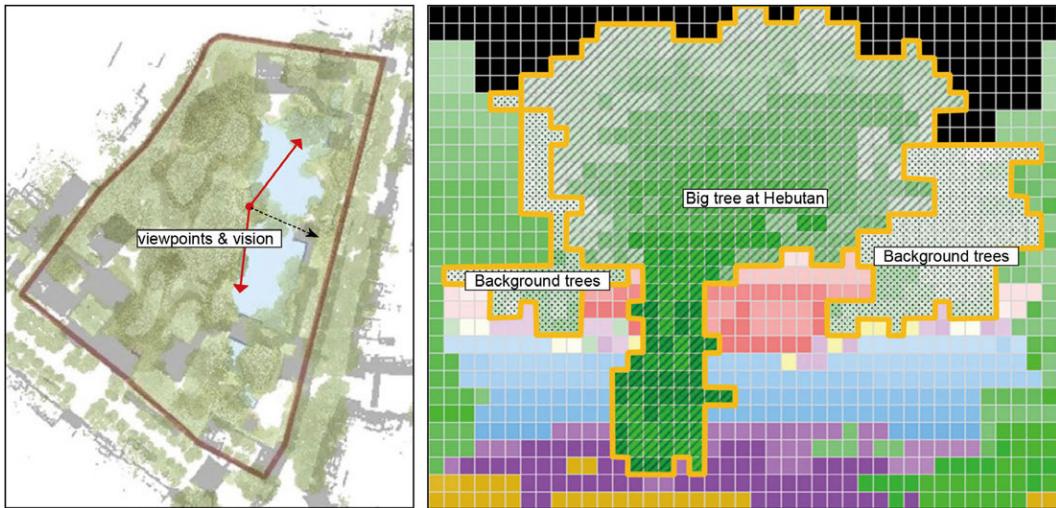 viewpoints & vision
Big tree at Hebutan
Background trees
Background trees